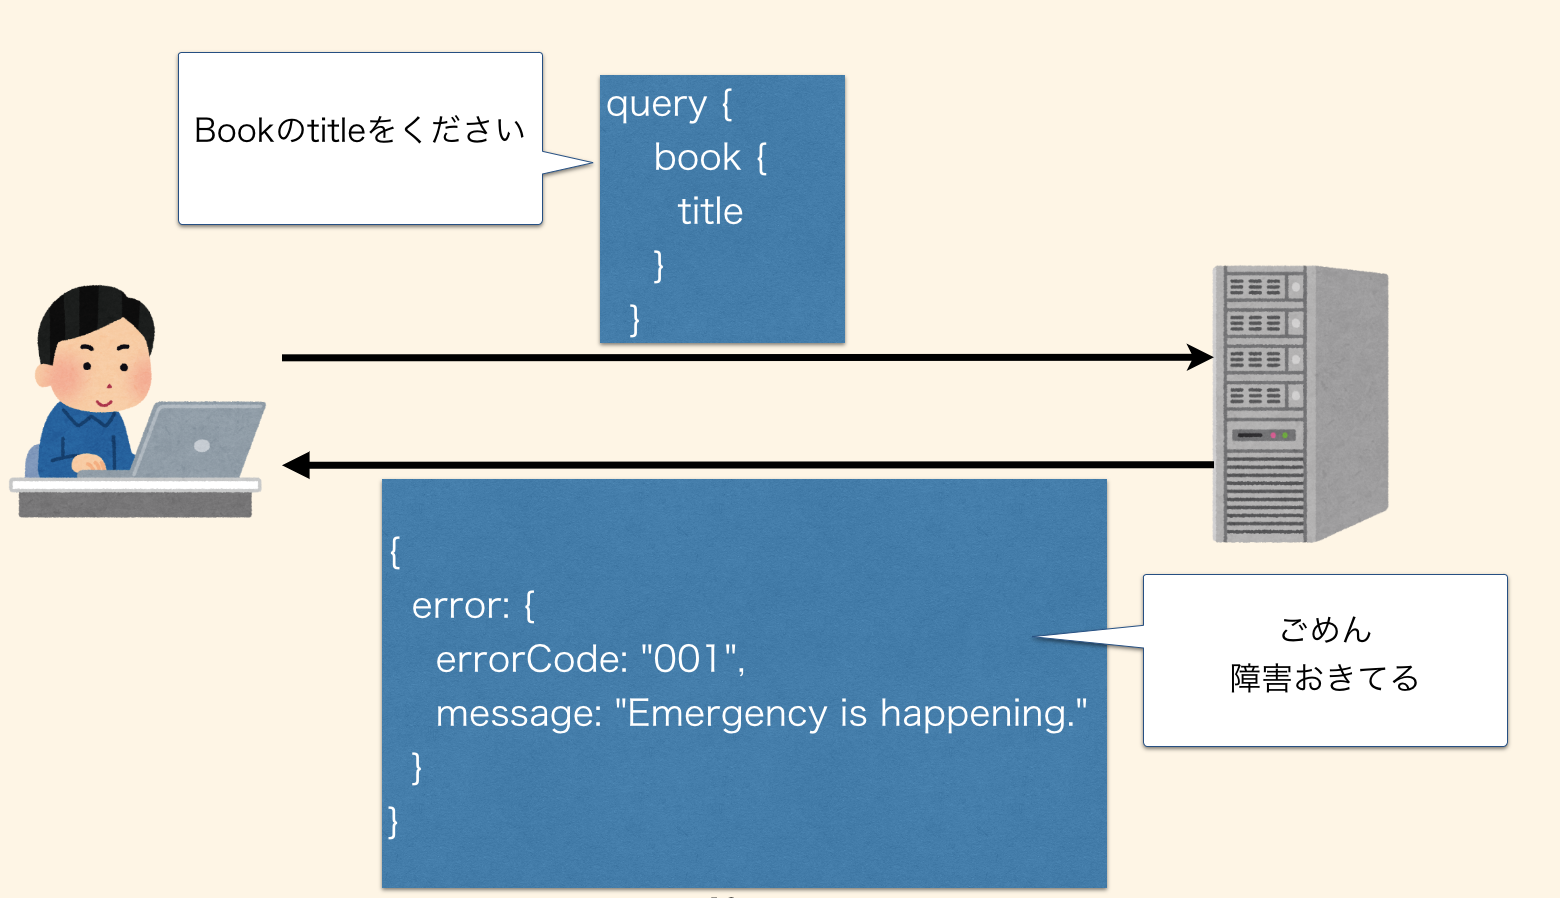 Bookのtitleをください
query {
book {
title
}
}
{
error: {
errorCode: "001",
message: "Emergency is happening."
}
}
ごめん
障害おきてる